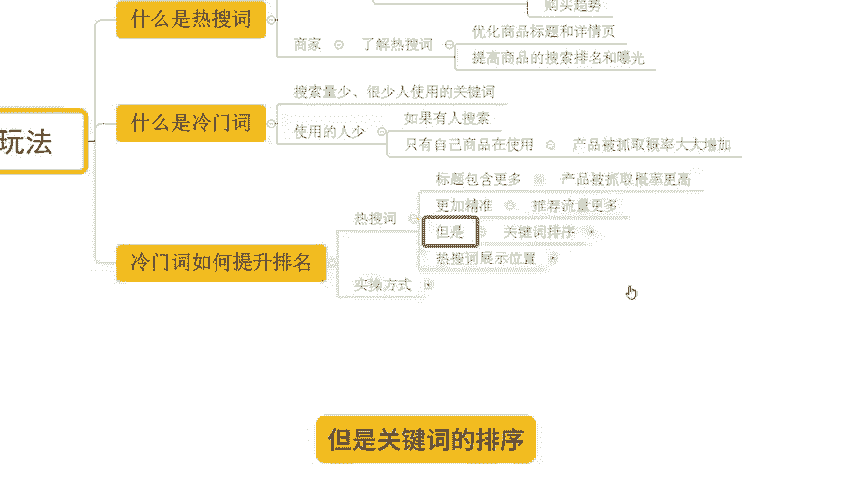 购买趋势
什么是热搜词
优化商品标题和详情页
商家 了解热搜词
提高商品的搜索排名和曝光
搜索量少、很少人使用的关键词
什么是冷门词
如果有人搜索
使用的人少
玩法
只有自己商品在使用 产品被抓取概率大大增加
标题包含更多 产品被抓取概率更高
更加精准 推荐流量更多
热搜词
但是 关键词排序
冷门词如何提升排名
热搜词展示位置
实操方式
但是关键词的排序